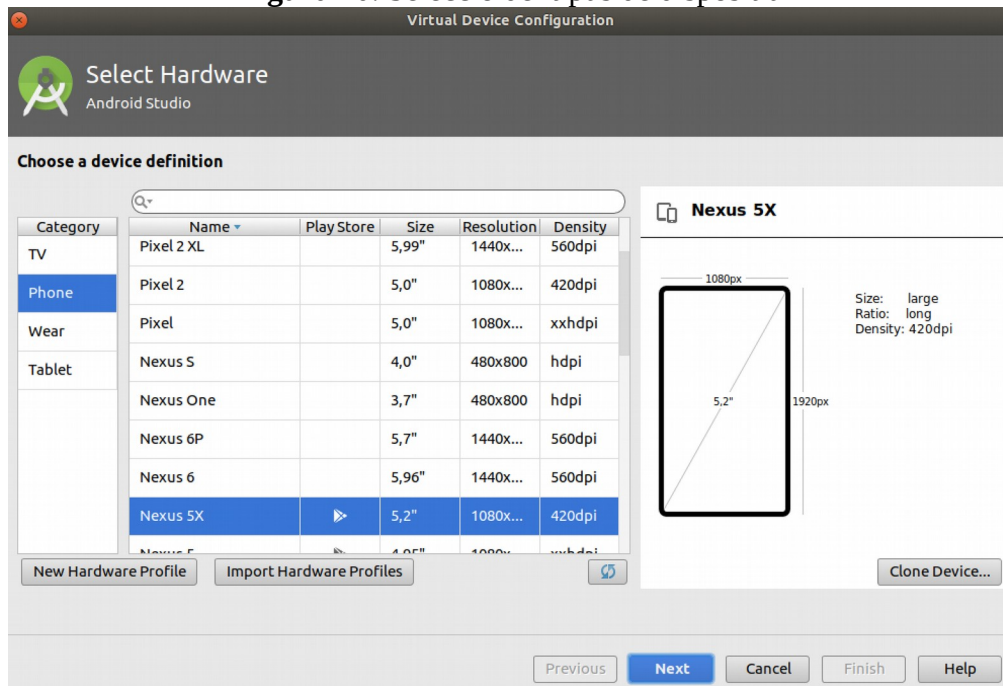 Virtual Device Configuration
Select Hardware
Android Studio
Choose a device definition
Category Name Play Store Size Resolution Density
TV
Phone
Wear
Tablet
Pixel 2 XL 5,99" 1440x... 560dpi
Pixel 2 5,0" 1080x... 420dpi
Pixel 5,0" 1080x... xxhdpi
Nexus S 4,0" 480x800 hdpi
Nexus One 3,7" 480x800 hdpi
Nexus 6P 5,7" 1440x... 560dpi
Nexus 6 5,96" 1440x... 560dpi
Nexus 5X 5,2" 1080x... 420dpi
New Hardware Profile Import Hardware Profiles
Nexus 5X
1080px
Size: large
Ratio: long
Density: 420dpi
5,2" 1920px
Clone Device...
Previous Next Cancel Finish Help